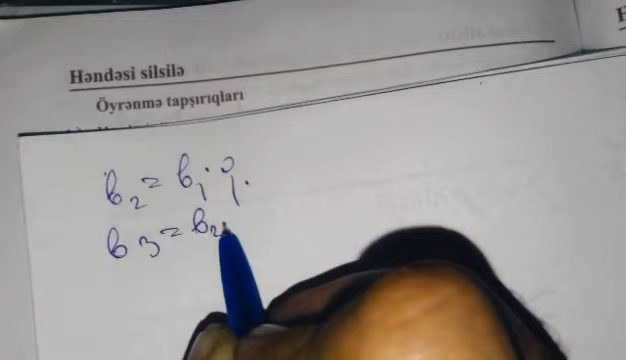 Həndəsi silsilə
Öyrənmə tapşırıqları
b₂ = b₁ · q.
b₃ = b₂